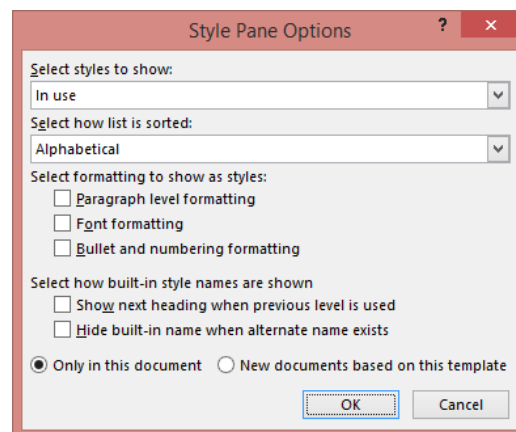 Style Pane Options ?
Select styles to show:
In use
Select how list is sorted:
Alphabetical
Select formatting to show as styles:
Paragraph level formatting
Font formatting
Bullet and numbering formatting
Select how built-in style names are shown
Show next heading when previous level is used
Hide built-in name when alternate name exists
Only in this document New documents based on this template
OK Cancel